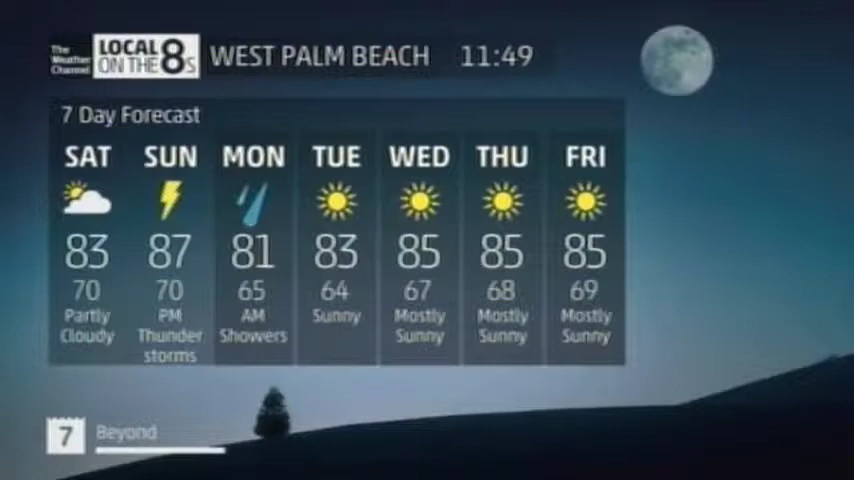 The Weather Channel LOCAL ON THE 8s WEST PALM BEACH 11:49
7 Day Forecast
SAT SUN MON TUE WED THU FRI
83 87 81 83 85 85 85
70 70 65 64 67 68 69
Partly PM AM Sunny Mostly Mostly Mostly
Cloudy Thunder Showers Sunny Sunny Sunny
storms
7 Beyond